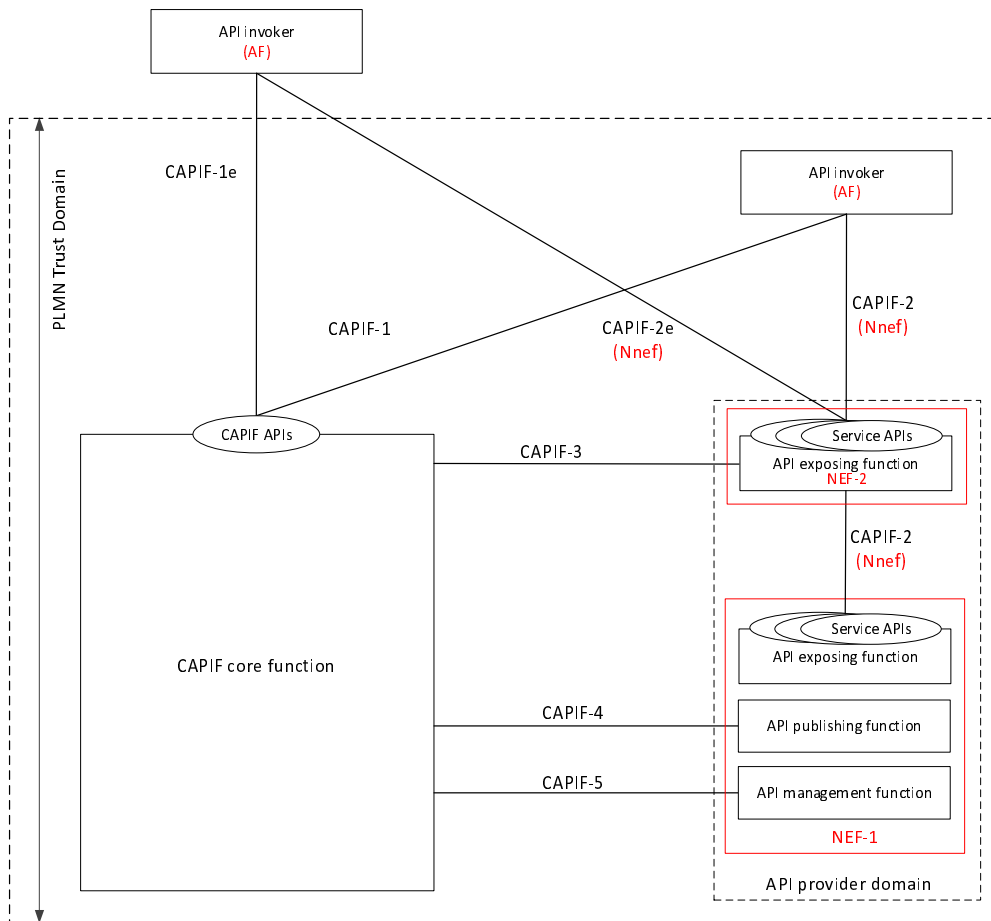 API invoker
(AF)
CAPIF-1e
PLMN Trust Domain
API invoker
(AF)
CAPIF-1
CAPIF-2e
(Nnef)
CAPIF-2
(Nnef)
CAPIF APIs
Service APIs
API exposing function
NEF-2
CAPIF-3
CAPIF-2
(Nnef)
Service APIs
API exposing function
CAPIF core function
CAPIF-4
API publishing function
CAPIF-5
API management function
NEF-1
API provider domain